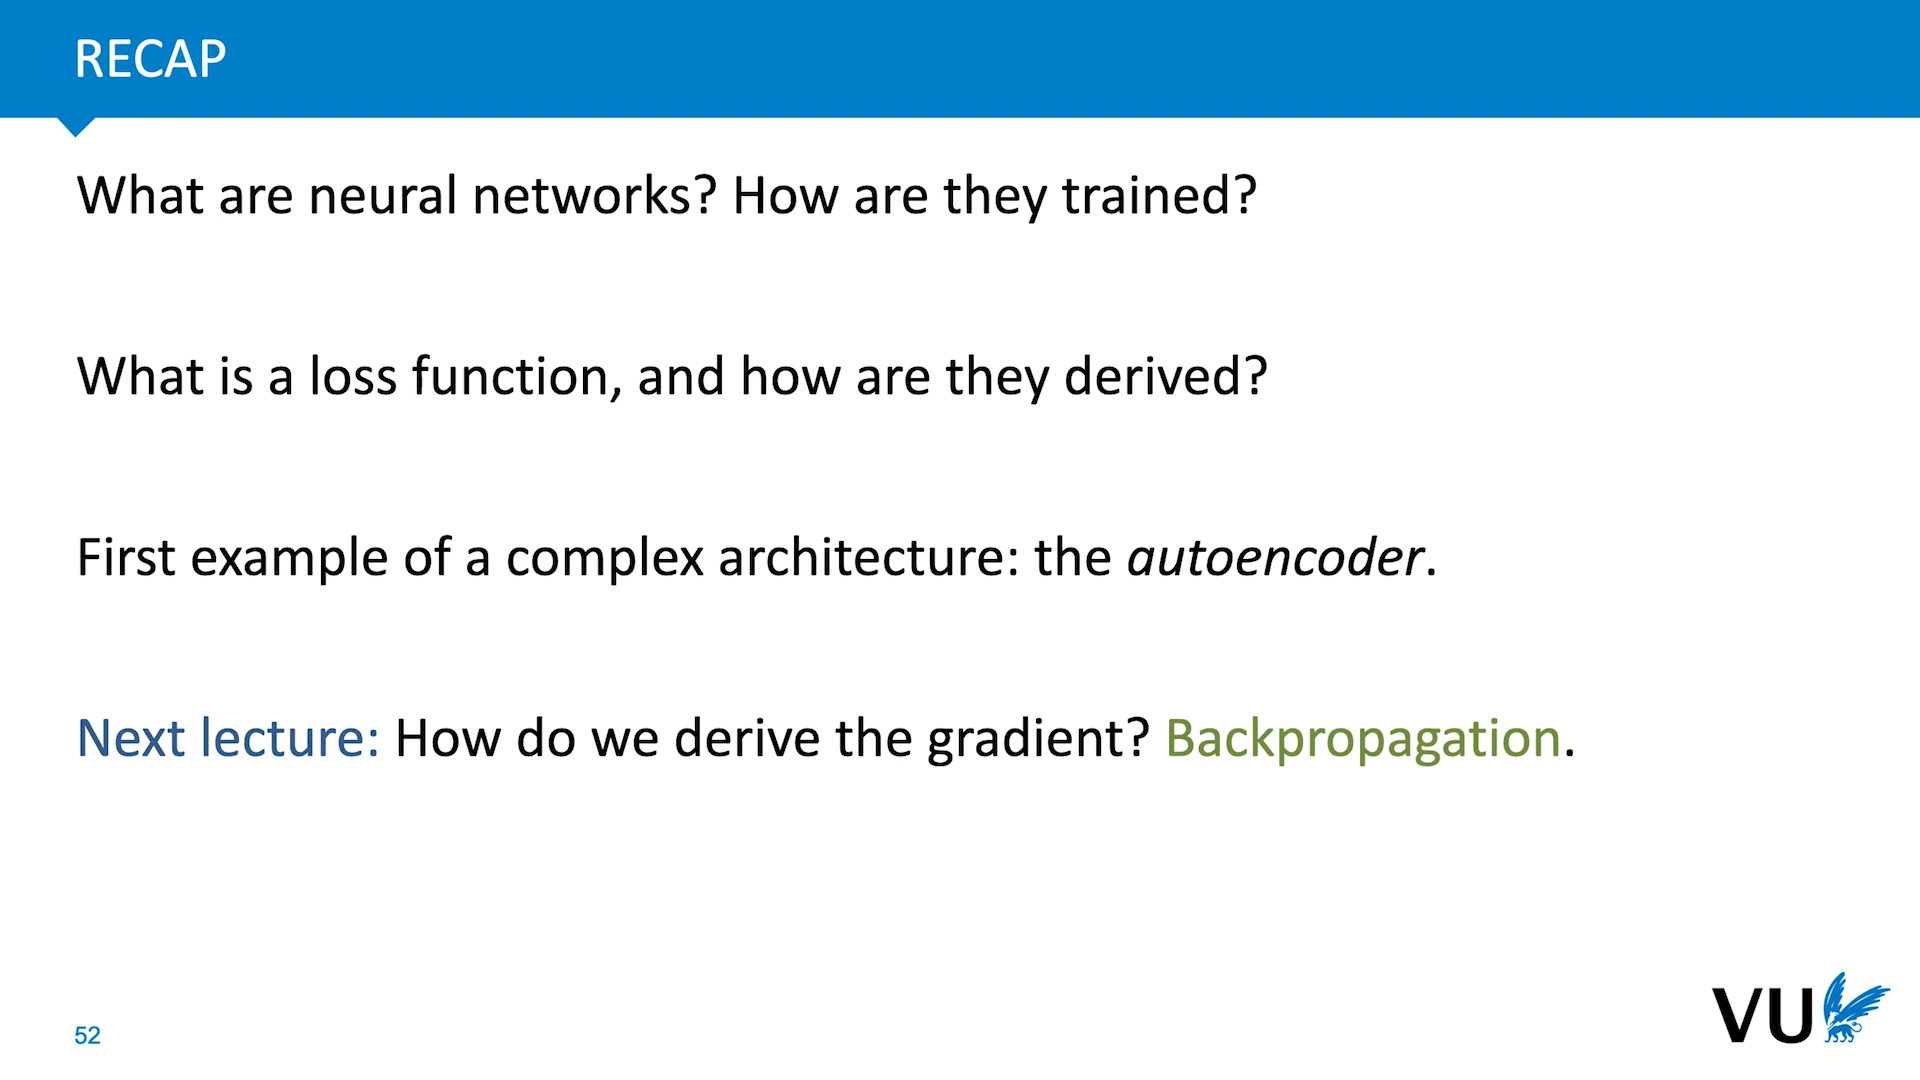 RECAP
What are neural networks? How are they trained?
What is a loss function, and how are they derived?
First example of a complex architecture: the autoencoder.
Next lecture: How do we derive the gradient? Backpropagation.
52
VU